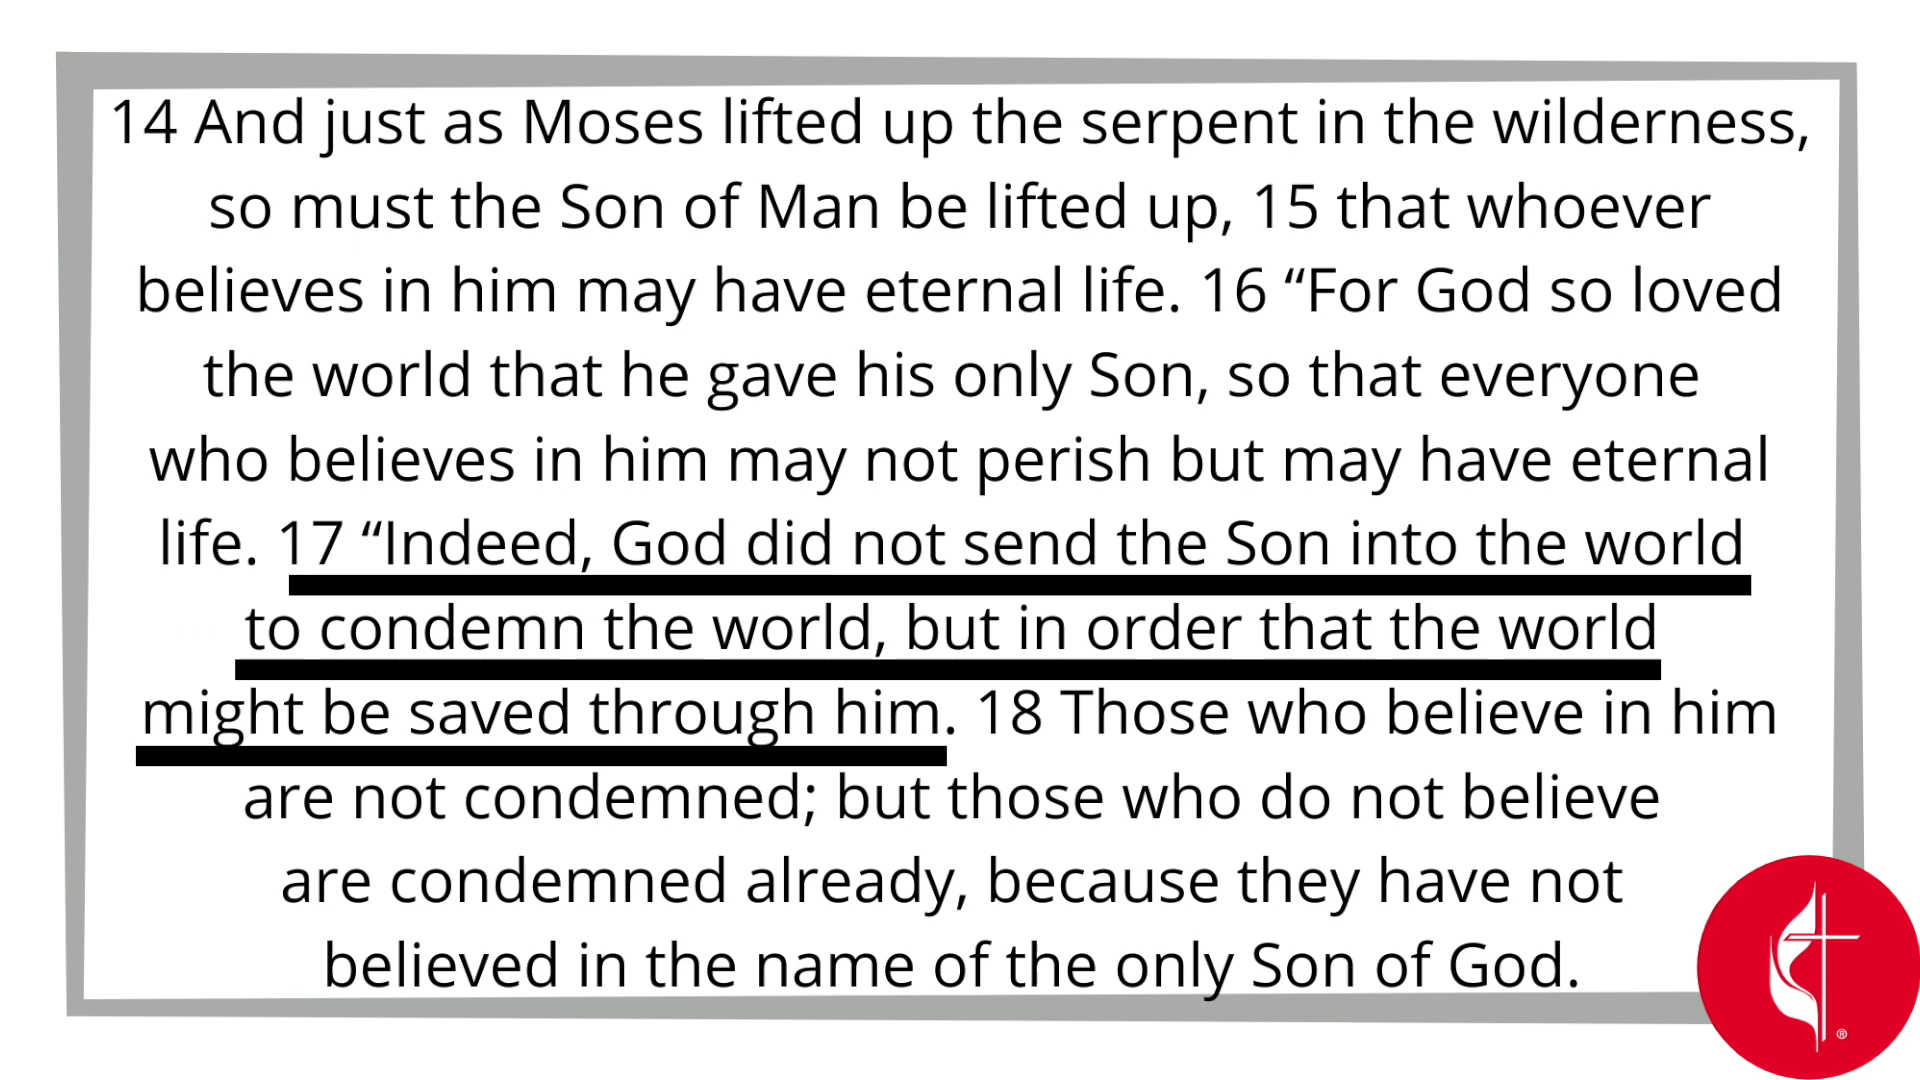 14 And just as Moses lifted up the serpent in the wilderness,
so must the Son of Man be lifted up, 15 that whoever
believes in him may have eternal life. 16 “For God so loved
the world that he gave his only Son, so that everyone
who believes in him may not perish but may have eternal
life. 17 “Indeed, God did not send the Son into the world
to condemn the world, but in order that the world
might be saved through him. 18 Those who believe in him
are not condemned; but those who do not believe
are condemned already, because they have not
believed in the name of the only Son of God.
®